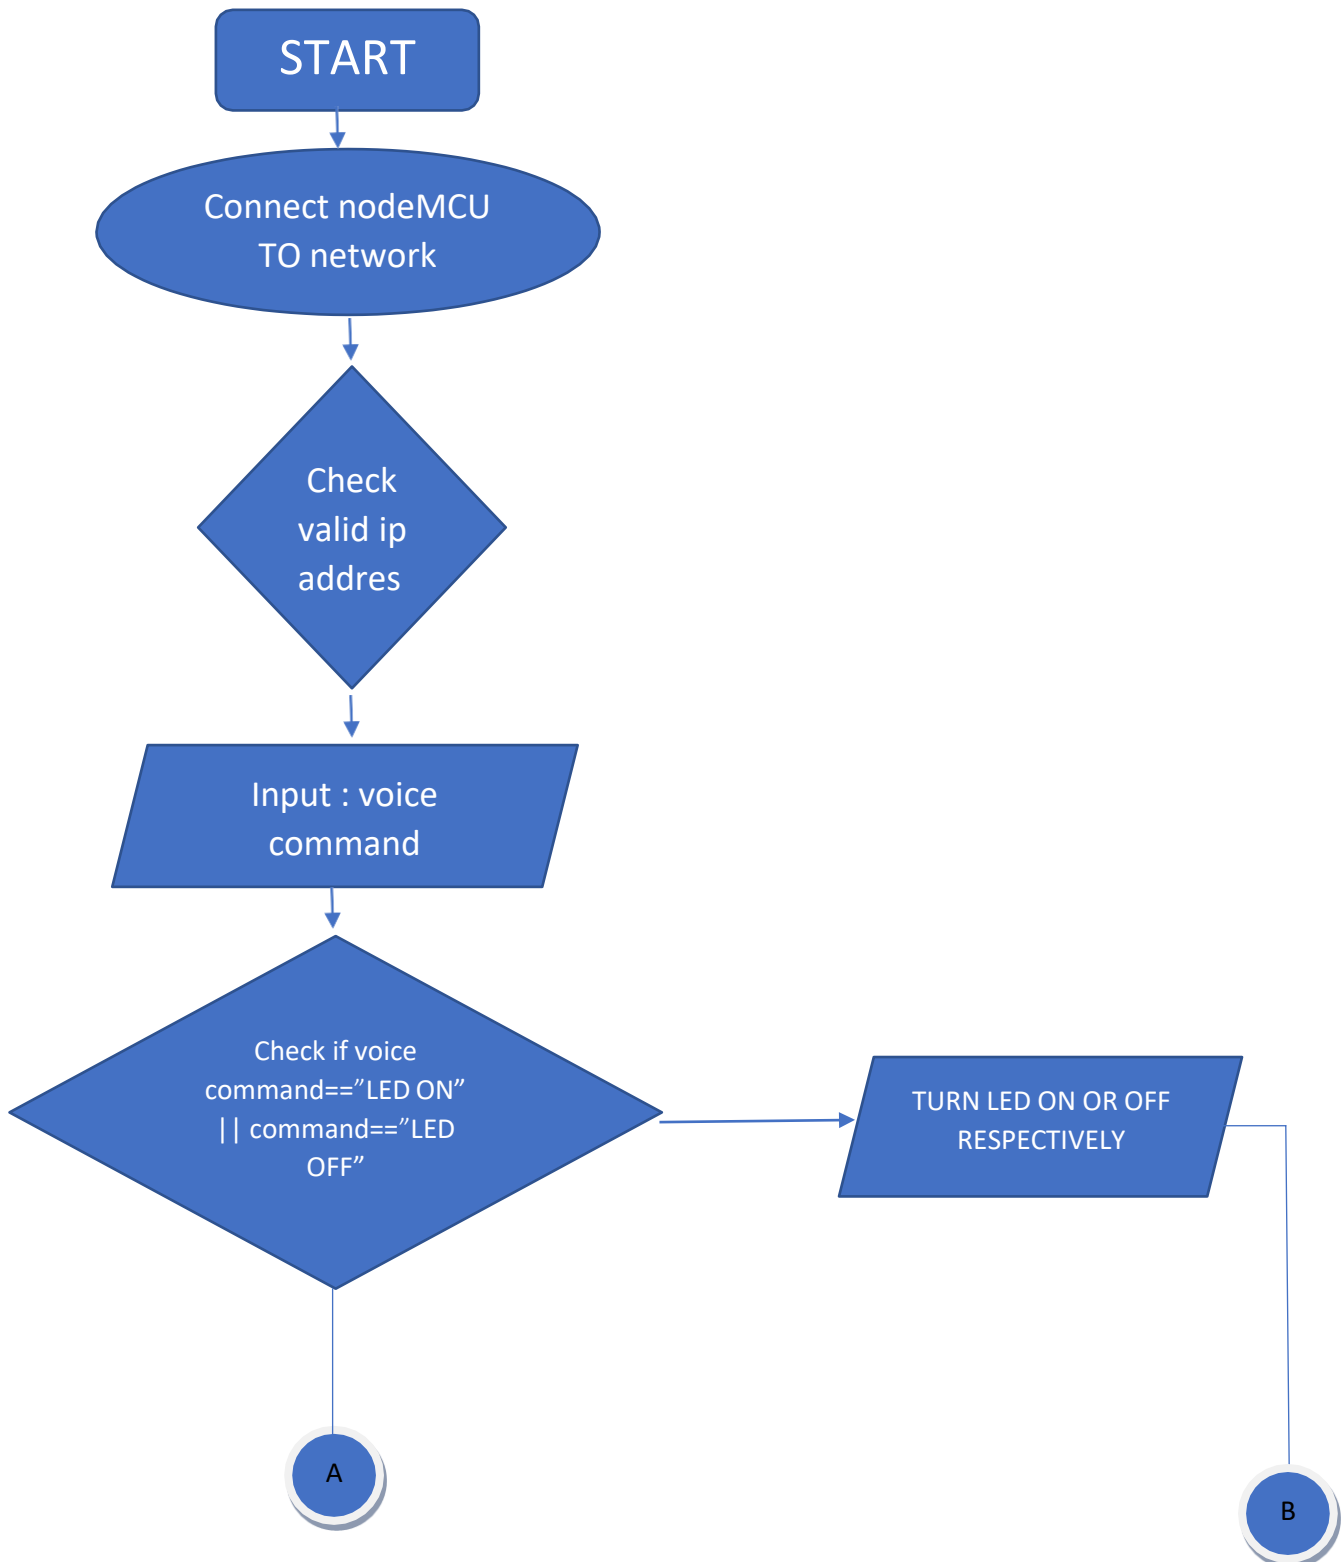 START
Connect nodeMCU
TO network
Check
valid ip
addres
Input : voice
command
Check if voice
command==”LED ON”
|| command==”LED
OFF”
TURN LED ON OR OFF
RESPECTIVELY
A
B